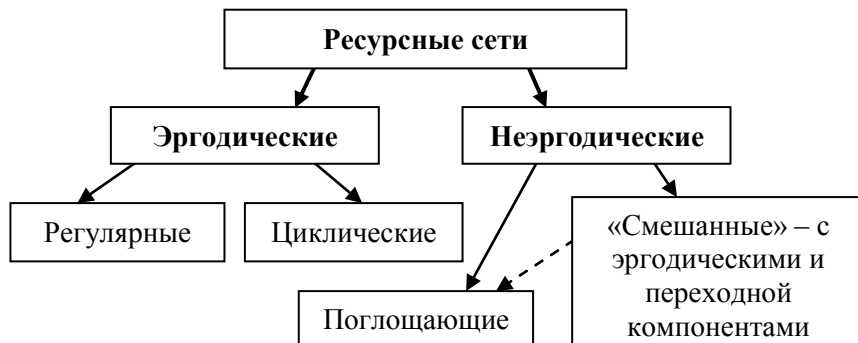 Ресурсные сети
Эргодические
Неэргодические
Регулярные
Циклические
«Смешанные» – с
эргодическими и
переходной
компонентами
Поглощающие